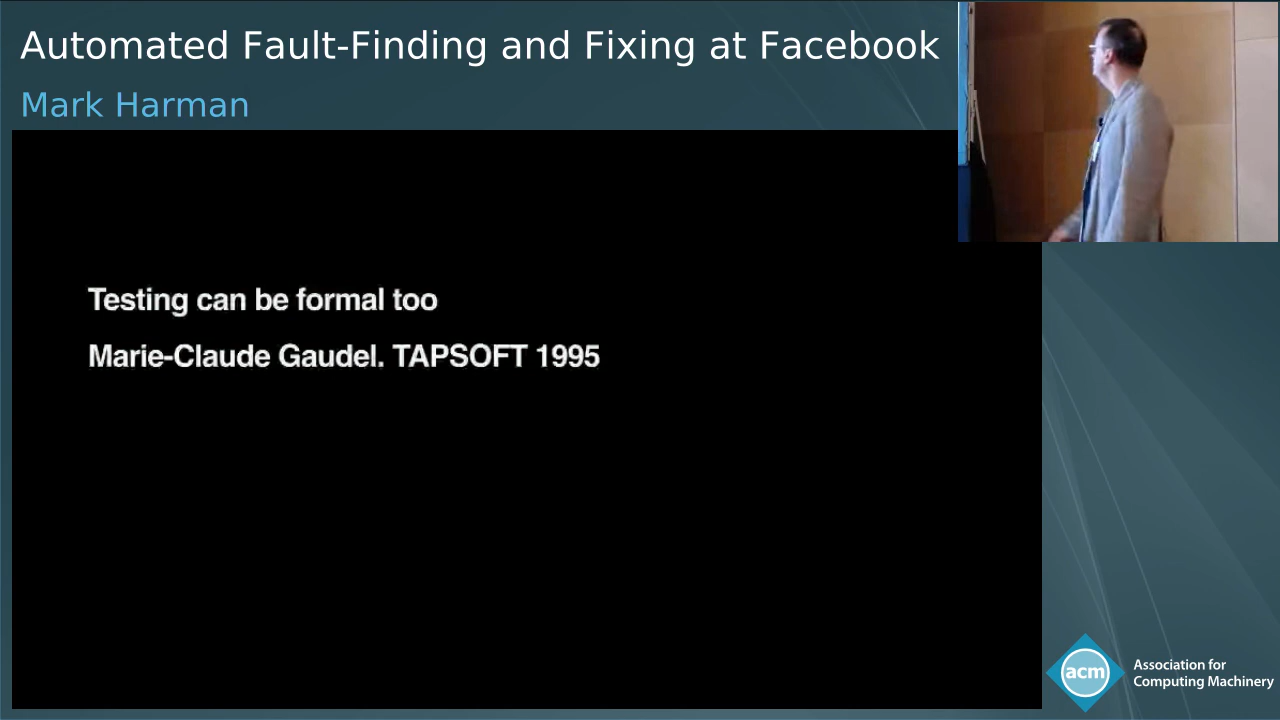 Automated Fault-Finding and Fixing at Facebook
Mark Harman
Testing can be formal too
Marie-Claude Gaudel. TAPSOFT 1995
acm
Association for
Computing Machinery